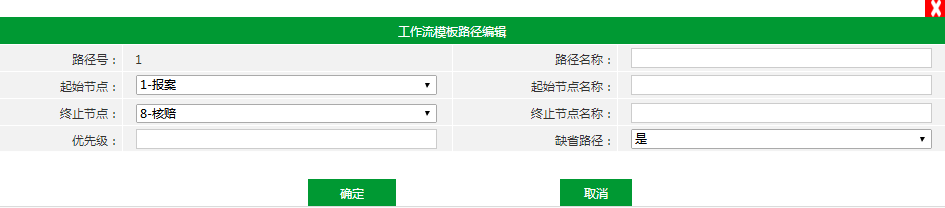 工作流模板路径编辑
路径号： 1 路径名称：
起始节点： 1-报案 起始节点名称：
终止节点： 8-核赔 终止节点名称：
优先级： 缺省路径： 是
确定 取消